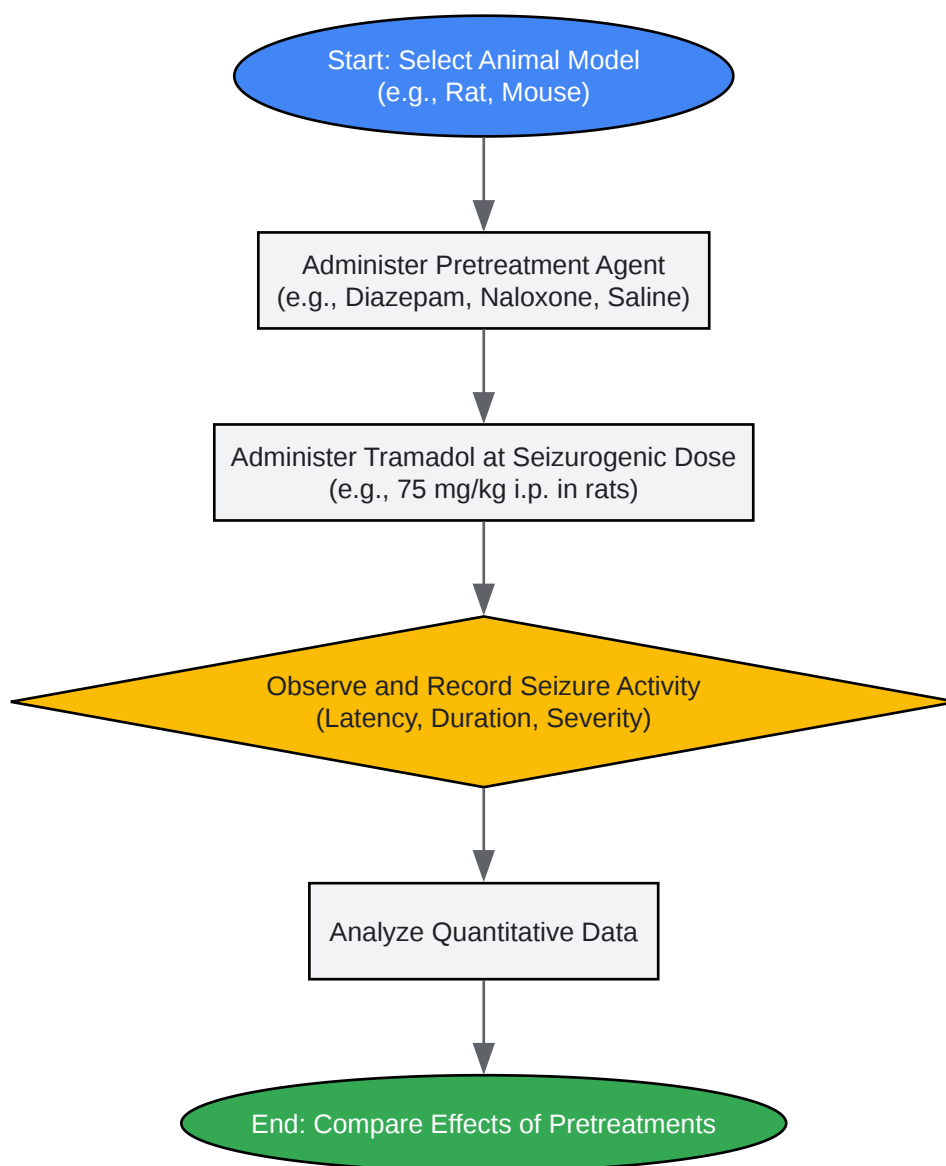 Start: Select Animal Model
(e.g., Rat, Mouse)
Administer Pretreatment Agent
(e.g., Diazepam, Naloxone, Saline)
Administer Tramadol at Seizurogenic Dose
(e.g., 75 mg/kg i.p. in rats)
Observe and Record Seizure Activity
(Latency, Duration, Severity)
Analyze Quantitative Data
End: Compare Effects of Pretreatments